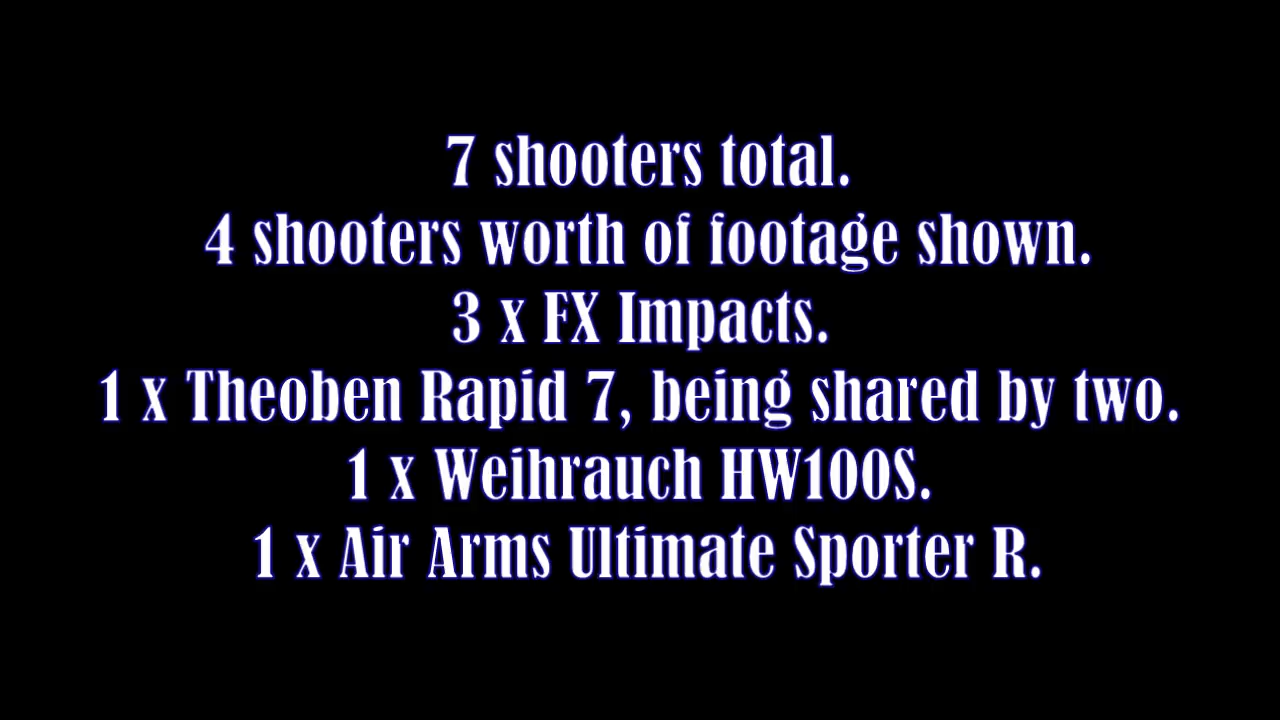 7 shooters total.
4 shooters worth of footage shown.
3 x FX Impacts.
1 x Theoben Rapid 7, being shared by two.
1 x Weihrauch HW100S.
1 x Air Arms Ultimate Sporter R.